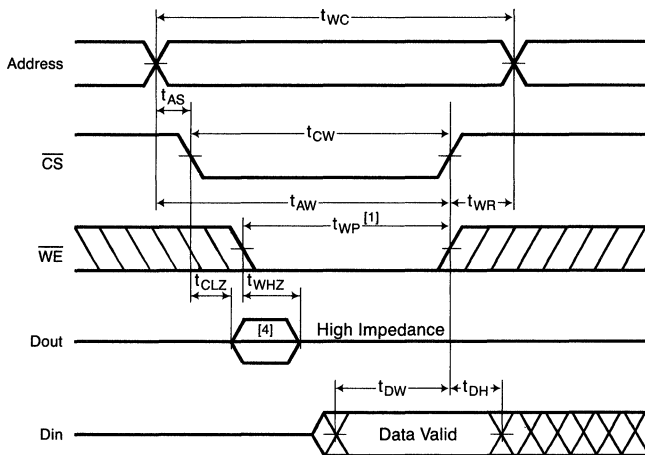 tWC
Address
tAS
tCW
CS
tAW
tWR
tWP [1]
WE
tCLZ
tWHZ
[4]
High Impedance
Dout
tDW
tDH
Din
Data Valid